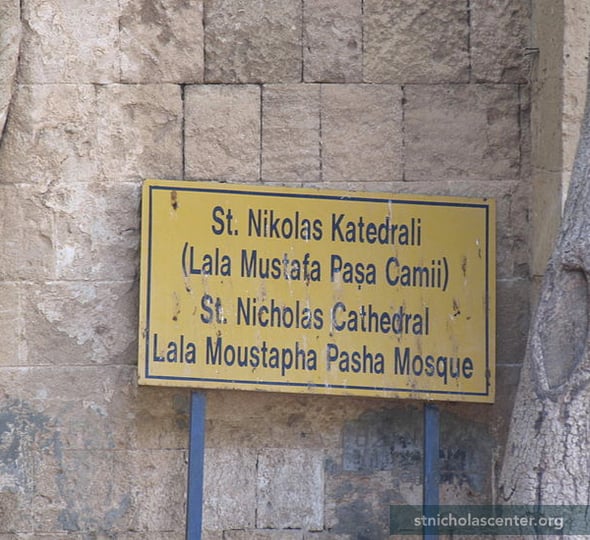 St. Nikolas Katedrali
(Lala Mustafa Paşa Camii)
St. Nicholas Cathedral
Lala Moustapha Pasha Mosque
stnicholascenter.org